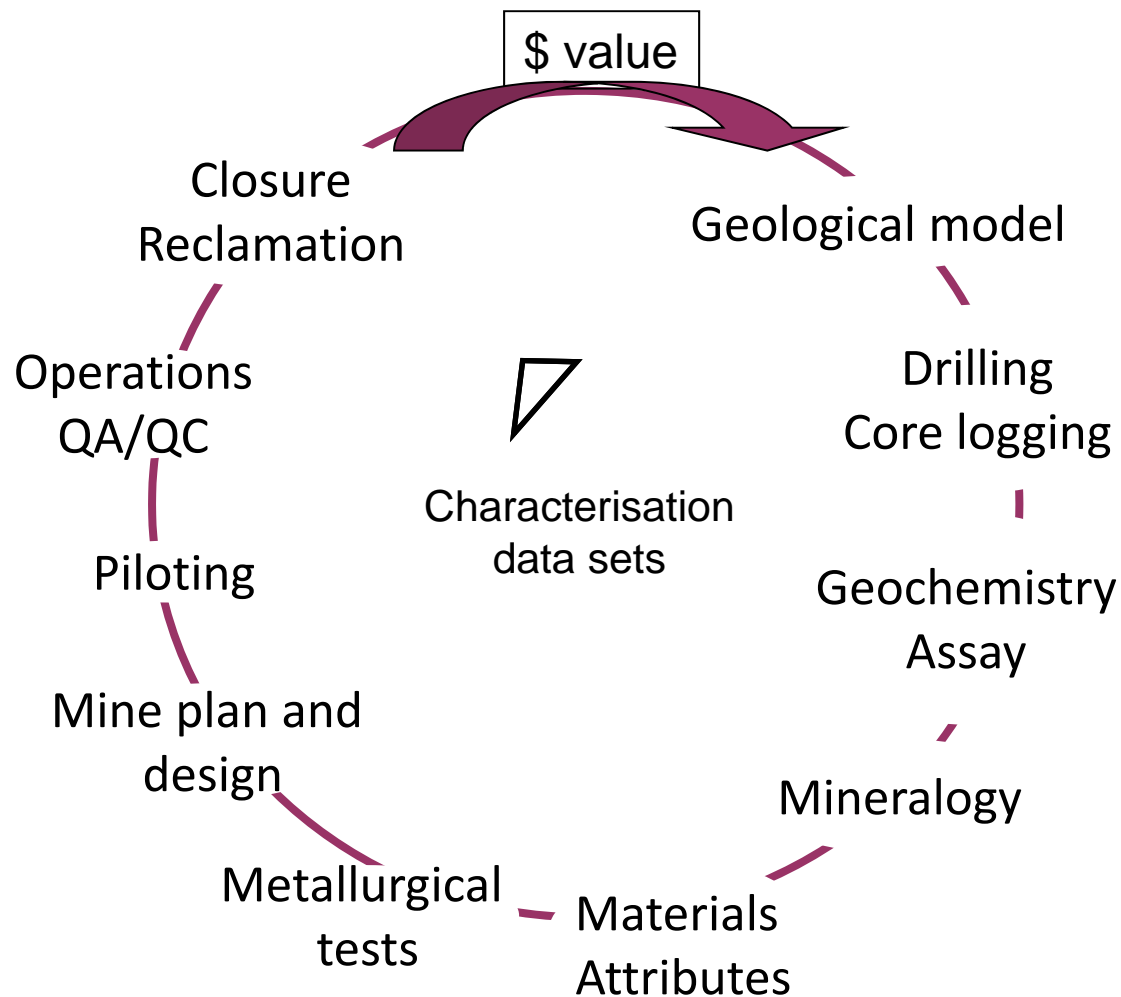 $ value
Geological model
Drilling
Core logging
Geochemistry
Assay
Mineralogy
Materials
Attributes
Metallurgical
tests
Mine plan and
design
Piloting
Operations
QA/QC
Closure
Reclamation
Characterisation
data sets